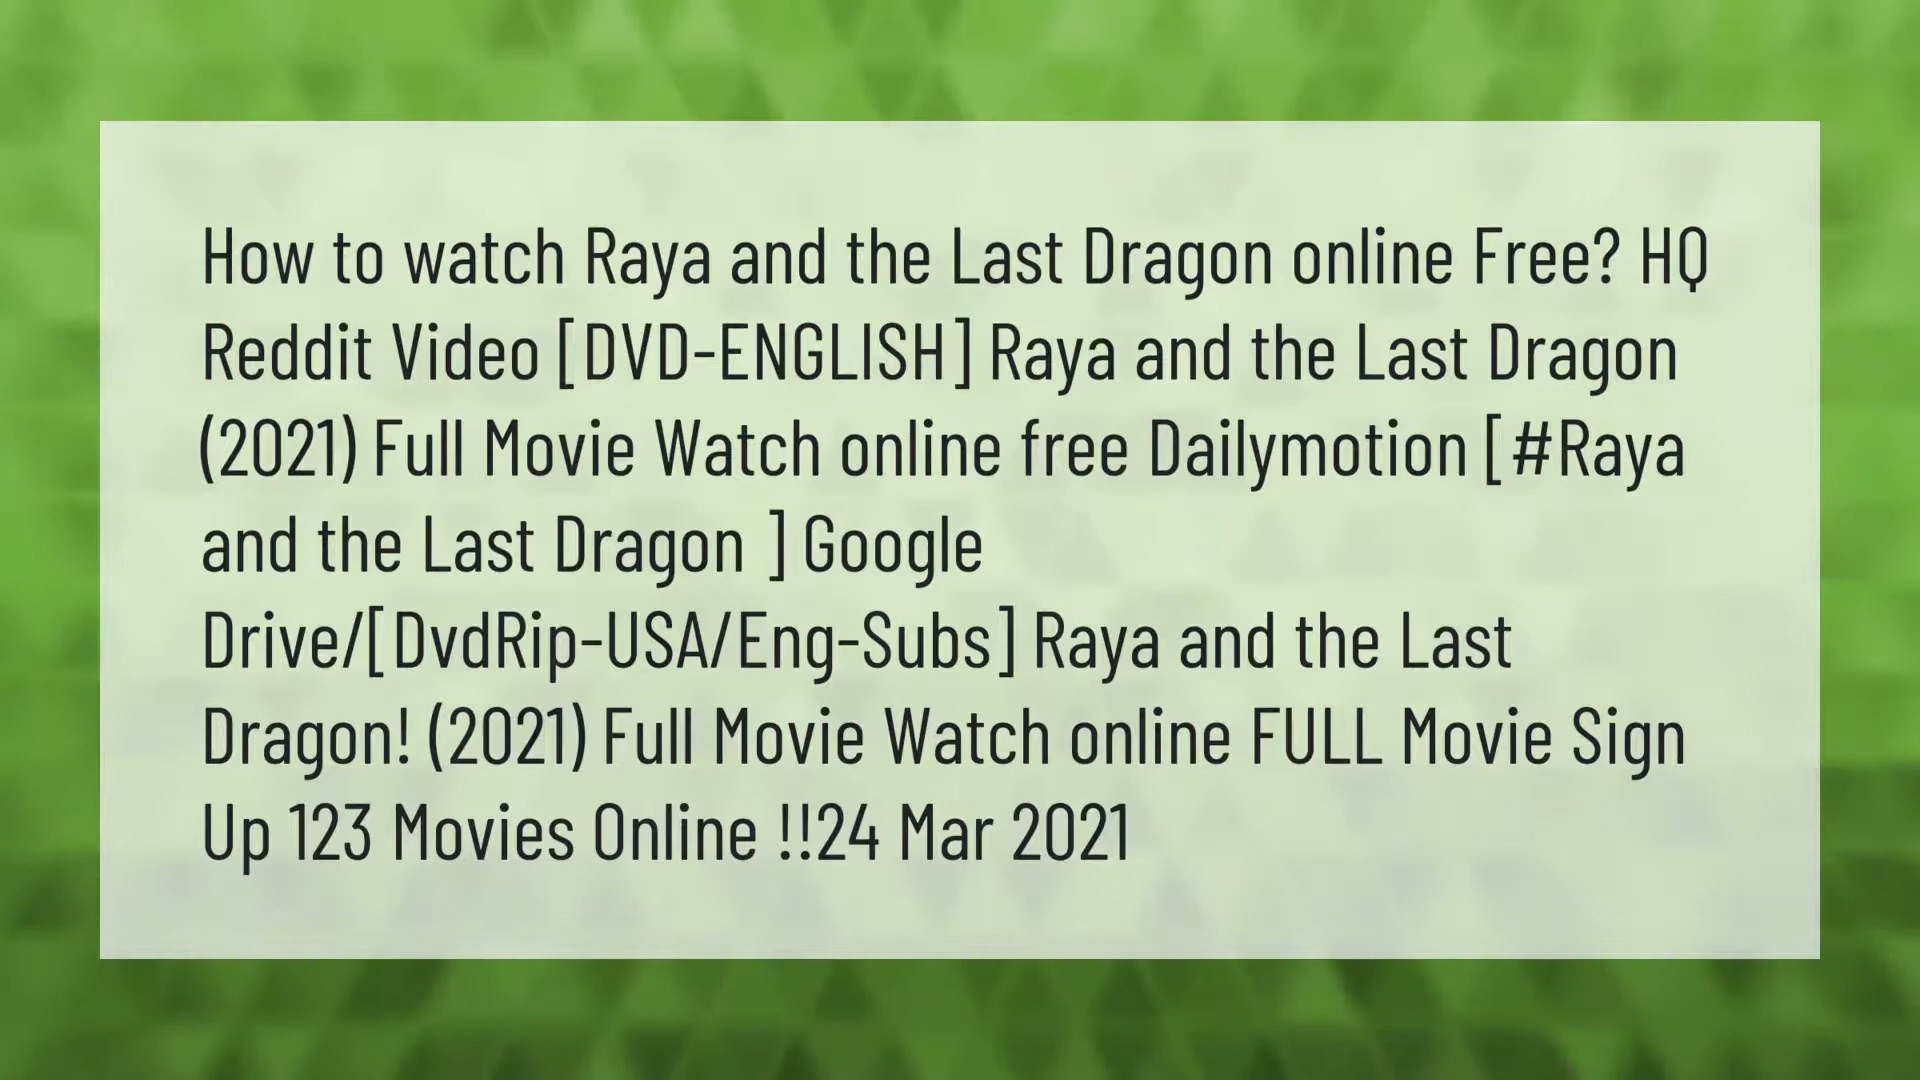 How to watch Raya and the Last Dragon online Free? HQ
Reddit Video [DVD-ENGLISH] Raya and the Last Dragon
(2021) Full Movie Watch online free Dailymotion [#Raya
and the Last Dragon ] Google
Drive/[DvdRip-USA/Eng-Subs] Raya and the Last
Dragon! (2021) Full Movie Watch online FULL Movie Sign
Up 123 Movies Online !!24 Mar 2021